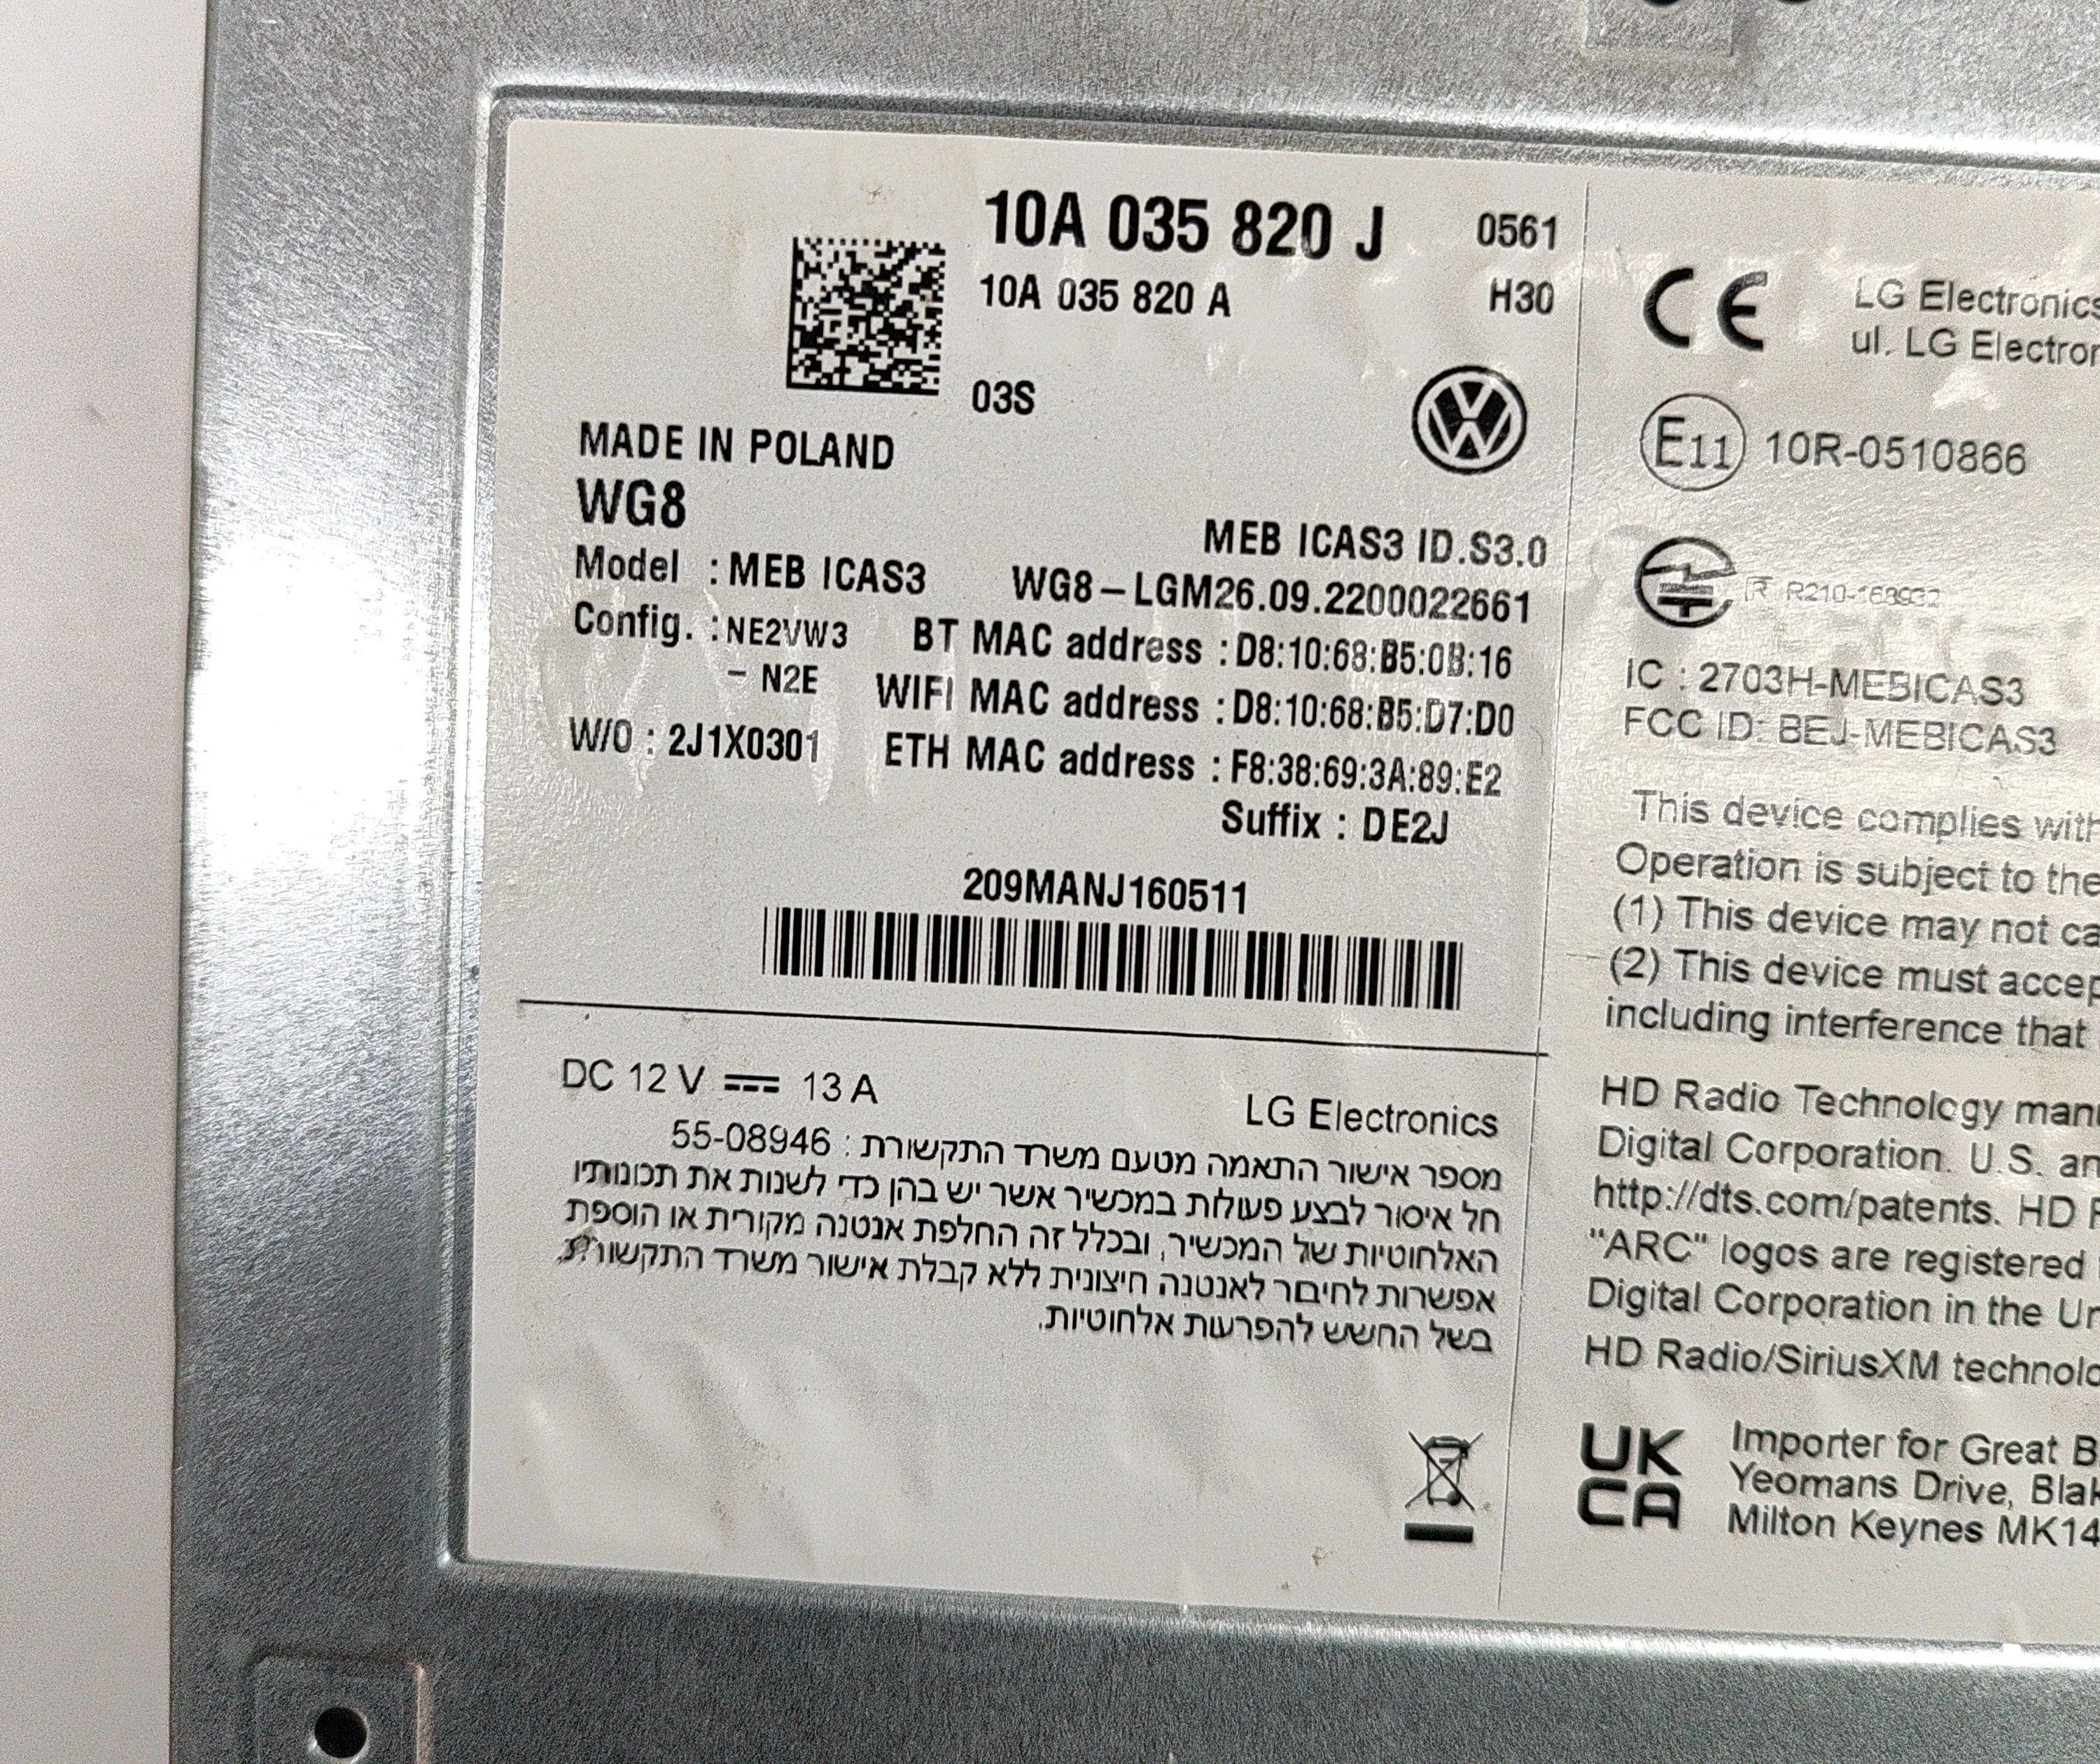 10A 035 820 J 0561
10A 035 820 A H30
03S
MADE IN POLAND
WG8
MEB ICAS3 ID.S3.0
Model : MEB ICAS3 WG8-LGM26.09.2200022661
Config. : NE2VW3 BT MAC address : D8:10:68:B5:0B:16
- N2E WIFI MAC address : D8:10:68:B5:D7:D0
W/O : 2J1X0301 ETH MAC address : F8:38:69:3A:89:E2
Suffix : DE2J
209MANJ160511
DC 12 V ⎓ 13 A
LG Electronics
מספר אישור התאמה מטעם משרד התקשורת : 55-08946
חל איסור לבצע פעולות במכשיר אשר יש בהן כדי לשנות את תכונותיו
האלחוטיות של המכשיר, ובכלל זה החלפת אנטנה מקורית או הוספת
אפשרות לחיבור לאנטנה חיצונית ללא קבלת אישור משרד התקשורת,
בשל החשש להפרעות אלחוטיות.
CE
LG Electronics
ul. LG Electron
E11 10R-0510866
R
IC : 2703H-MEBICAS3
FCC ID: BEJ-MEBICAS3
This device complies with
Operation is subject to the
(1) This device may not ca
(2) This device must accep
including interference that
HD Radio Technology man
Digital Corporation. U.S. an
http://dts.com/patents. HD R
"ARC" logos are registered
Digital Corporation in the Un
HD Radio/SiriusXM technolo
UK
CA
Importer for Great B
Yeomans Drive, Blak
Milton Keynes MK14